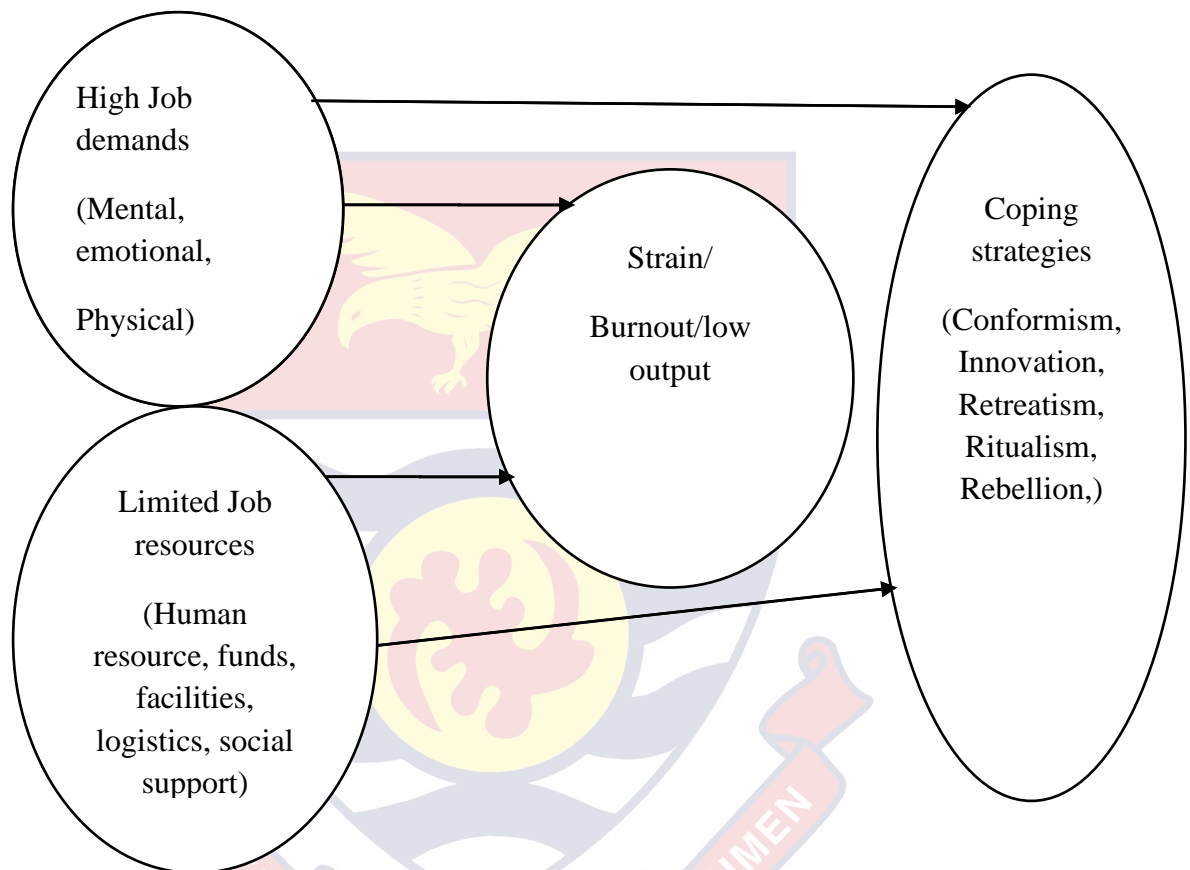 High Job
demands
(Mental,
emotional,
Physical)
Limited Job
resources
(Human
resource, funds,
facilities,
logistics, social
support)
Strain/
Burnout/low
output
Coping
strategies
(Conformism,
Innovation,
Retreatism,
Ritualism,
Rebellion,)